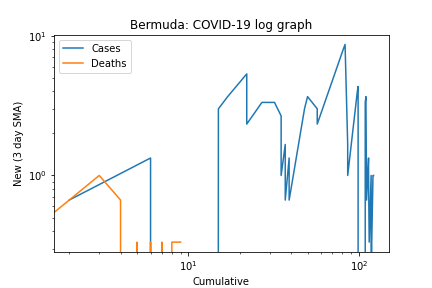 Bermuda: COVID-19 log graph
Cases
Deaths
New (3 day SMA)
10¹
10⁰
10¹
10²
Cumulative